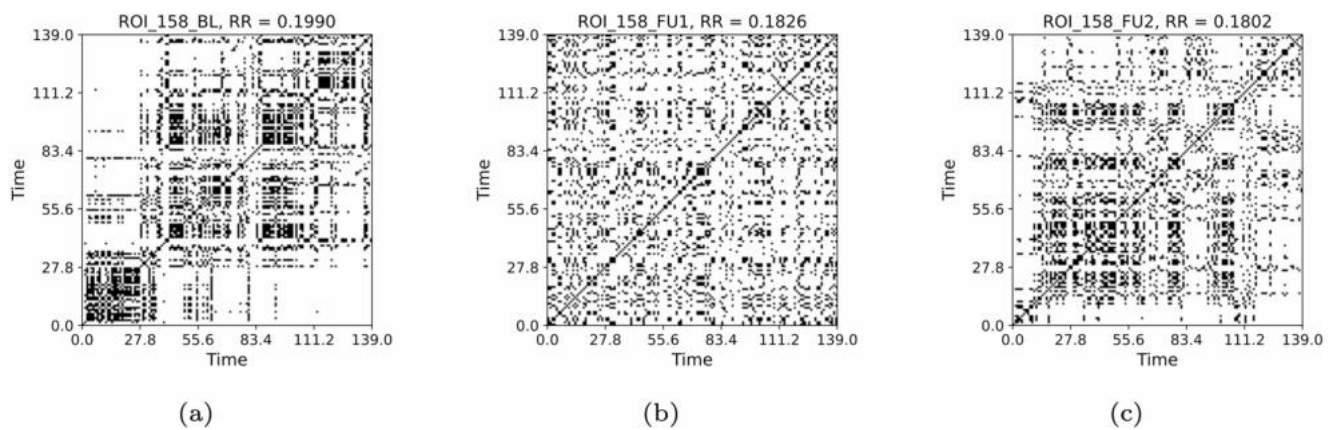 ROI_158_BL, RR = 0.1990
139.0
111.2
83.4
55.6
27.8
0.0
Time
0.0 27.8 55.6 83.4 111.2 139.0
Time
(a)
ROI_158_FU1, RR = 0.1826
139.0
111.2
83.4
55.6
27.8
0.0
Time
0.0 27.8 55.6 83.4 111.2 139.0
Time
(b)
ROI_158_FU2, RR = 0.1802
139.0
111.2
83.4
55.6
27.8
0.0
Time
0.0 27.8 55.6 83.4 111.2 139.0
Time
(c)